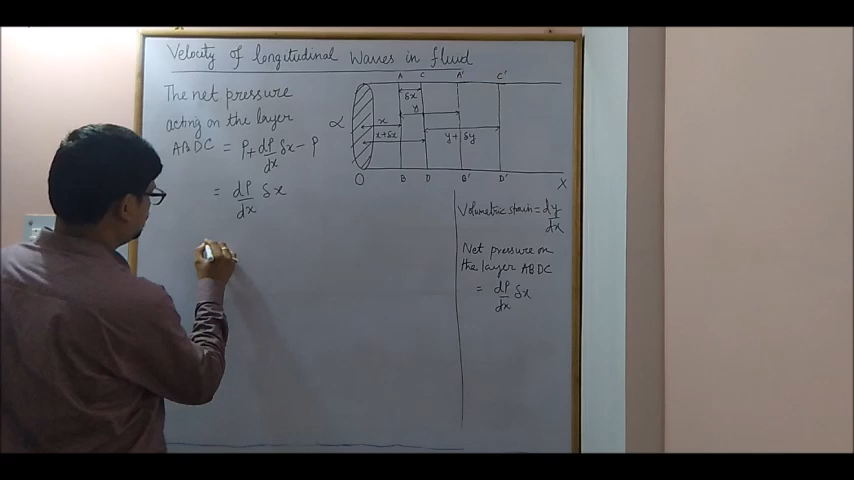 Velocity of longitudinal Waves in fluid
The net pressure
acting on the layer
ABDC = P + dP/dx δx - P
= dP/dx δx
A C A' C'
δx
y
x
x+δx
y+δy
α
O B D B' D' X
Volumetric strain = dy/dx
Net pressure on
the layer ABDC
= dP/dx δx